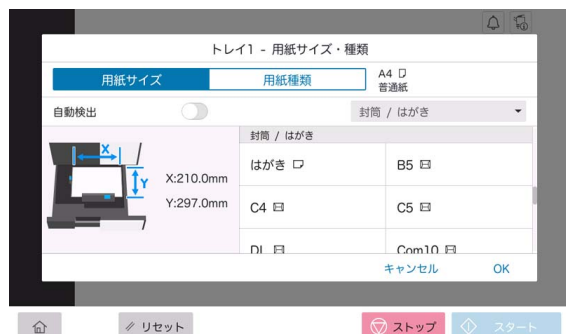 トレイ1 - 用紙サイズ・種類
用紙サイズ
用紙種類
A4
普通紙
自動検出
封筒 / はがき
封筒 / はがき
X
Y
X:210.0mm
Y:297.0mm
はがき
B5
C4
C5
DL
Com10
キャンセル
OK
リセット
ストップ
スタート